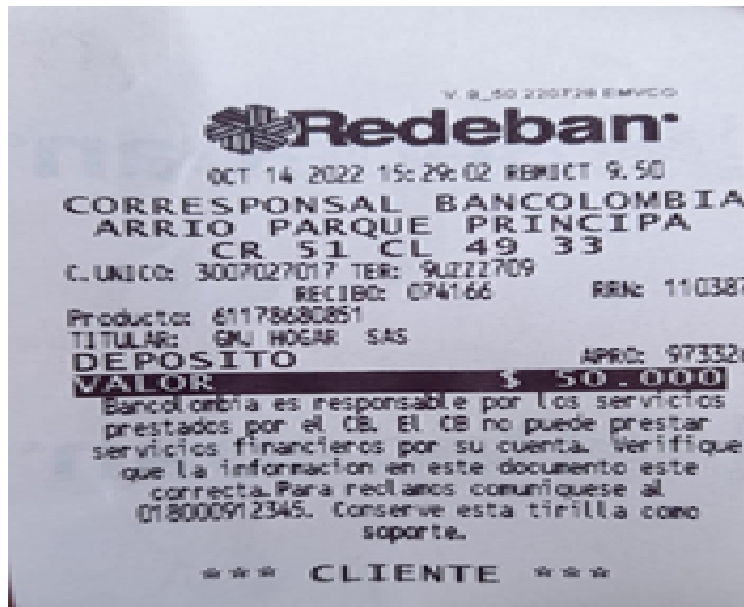 V 9_50 220728 EMVCO
Redeban
OCT 14 2022 15:29:02 RBMICT 9.50
CORRESPONSAL BANCOLOMBIA
ARRIO PARQUE PRINCIPA
CR 51 CL 49 33
C.UNICO: 3007027017 TER: 9UZZZ709
RECIBO: 074166 RRN: 110387
Producto: 61178680851
TITULAR: GMJ HOGAR SAS
DEPOSITO APRO:
VALOR $ 50.000
Bancolombia es responsable por los servicios
prestados por el CB. El CB no puede prestar
servicios financieros por su cuenta. Verifique
que la informacion en este documento este
correcta. Para reclamos comuniquese al
018000912345. Conserve esta tirilla como
soporte.
*** CLIENTE ***